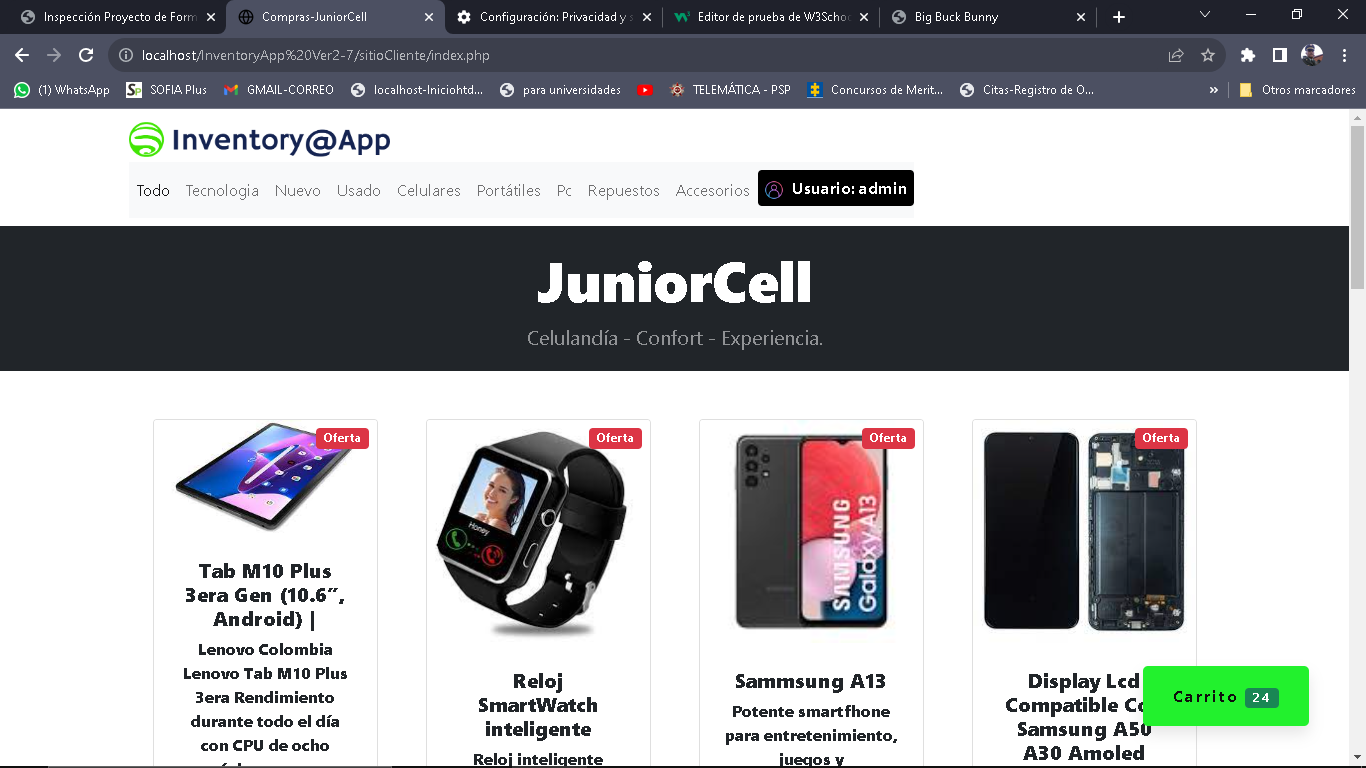 Inspección Proyecto de Form
Compras-JuniorCell
Configuración: Privacidad y s
Editor de prueba de W3Schoo
Big Buck Bunny
localhost/InventoryApp%20Ver2-7/sitioCliente/index.php
(1) WhatsApp
SOFIA Plus
GMAIL-CORREO
localhost-Iniciohtd...
para universidades
TELEMÁTICA - PSP
Concursos de Merit...
Citas-Registro de O...
»
Otros marcadores
Inventory@App
Todo Tecnologia Nuevo Usado Celulares Portátiles Pc Repuestos Accesorios Usuario: admin
JuniorCell
Celulandía - Confort - Experiencia.
Oferta
Tab M10 Plus
3era Gen (10.6″,
Android) |
Lenovo Colombia
Lenovo Tab M10 Plus
3era Rendimiento
durante todo el día
con CPU de ocho
Oferta
Honey
Reloj
SmartWatch
inteligente
Reloj inteligente
Oferta
SAMSUNG
Galaxy A13
Sammsung A13
Potente smartfhone
para entretenimiento,
juegos y
Oferta
Display Lcd
Compatible Co
Samsung A50
A30 Amoled
Carrito 24